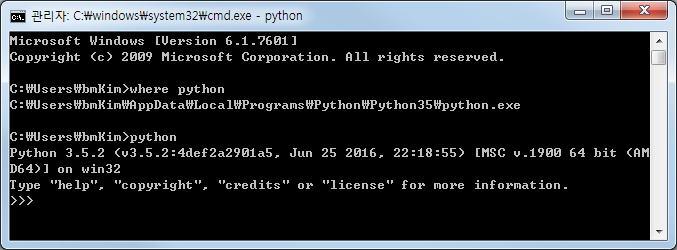 관리자: C:₩windows₩system32₩cmd.exe - python
Microsoft Windows [Version 6.1.7601]
Copyright (c) 2009 Microsoft Corporation. All rights reserved.
C:₩Users₩bmKim>where python
C:₩Users₩bmKim₩AppData₩Local₩Programs₩Python₩Python35₩python.exe
C:₩Users₩bmKim>python
Python 3.5.2 (v3.5.2:4def2a2901a5, Jun 25 2016, 22:18:55) [MSC v.1900 64 bit (AM
D64)] on win32
Type "help", "copyright", "credits" or "license" for more information.
>>>